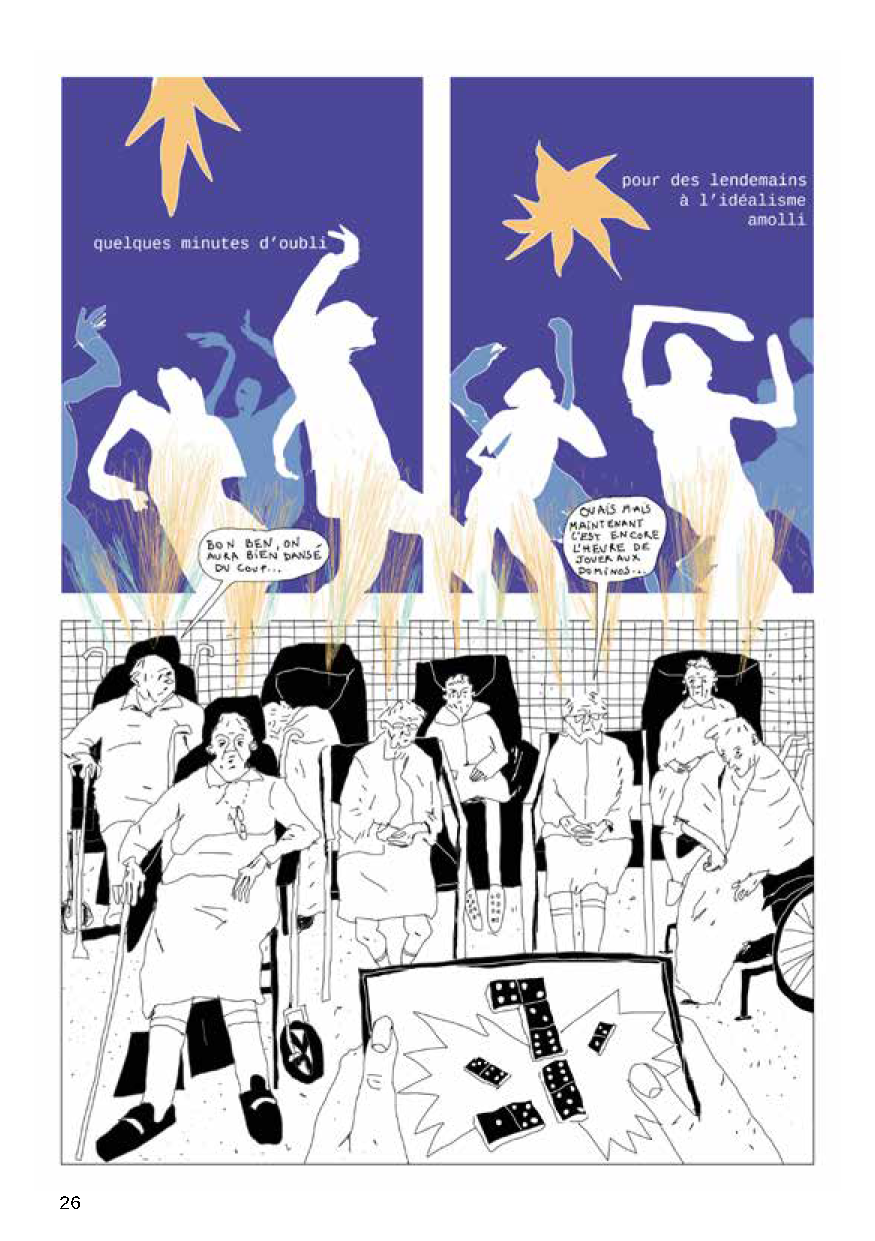 quelques minutes d'oubli
pour des lendemains
à l'idéalisme
amolli
BON BEN, ON
AURA BIEN DANSÉ
DU COUP...
OUAIS MAIS
MAINTENANT
C'EST ENCORE
L'HEURE DE
JOUER AUX
DOMINOS...
26